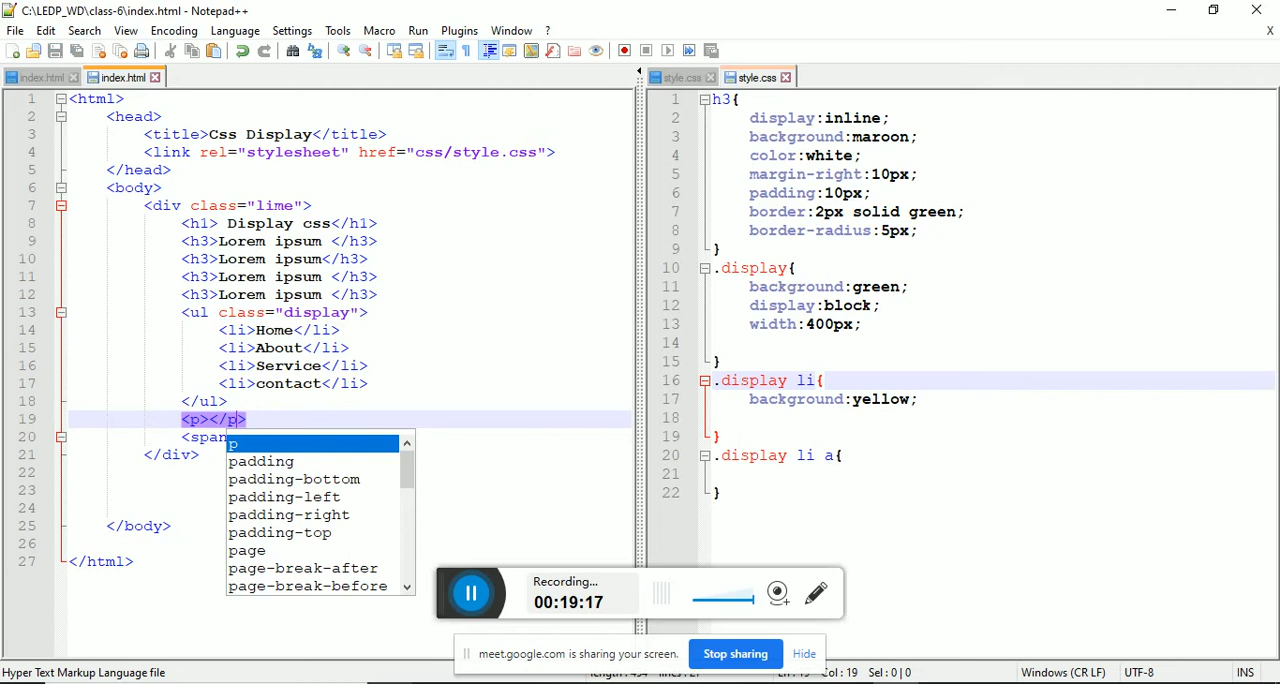 C:\LEDP_WD\class-6\index.html - Notepad++
File Edit Search View Encoding Language Settings Tools Macro Run Plugins Window ? X
index.html index.html style.css style.css
1 <html>
2 <head>
3 <title>Css Display</title>
4 <link rel="stylesheet" href="css/style.css">
5 </head>
6 <body>
7 <div class="lime">
8 <h1> Display css</h1>
9 <h3>Lorem ipsum </h3>
10 <h3>Lorem ipsum</h3>
11 <h3>Lorem ipsum </h3>
12 <h3>Lorem ipsum </h3>
13 <ul class="display">
14 <li>Home</li>
15 <li>About</li>
16 <li>Service</li>
17 <li>contact</li>
18 </ul>
19 <p></p>
20 <span
21 </div>
22
23
24
25 </body>
26
27 </html>
p
padding
padding-bottom
padding-left
padding-right
padding-top
page
page-break-after
page-break-before
1 h3{
2 display:inline;
3 background:maroon;
4 color:white;
5 margin-right:10px;
6 padding:10px;
7 border:2px solid green;
8 border-radius:5px;
9 }
10 .display{
11 background:green;
12 display:block;
13 width:400px;
14
15 }
16 .display li{
17 background:yellow;
18
19 }
20 .display li a{
21
22 }
Recording...
00:19:17
meet.google.com is sharing your screen. Stop sharing Hide
Hyper Text Markup Language file Col : 19 Sel : 0 | 0 Windows (CR LF) UTF-8 INS